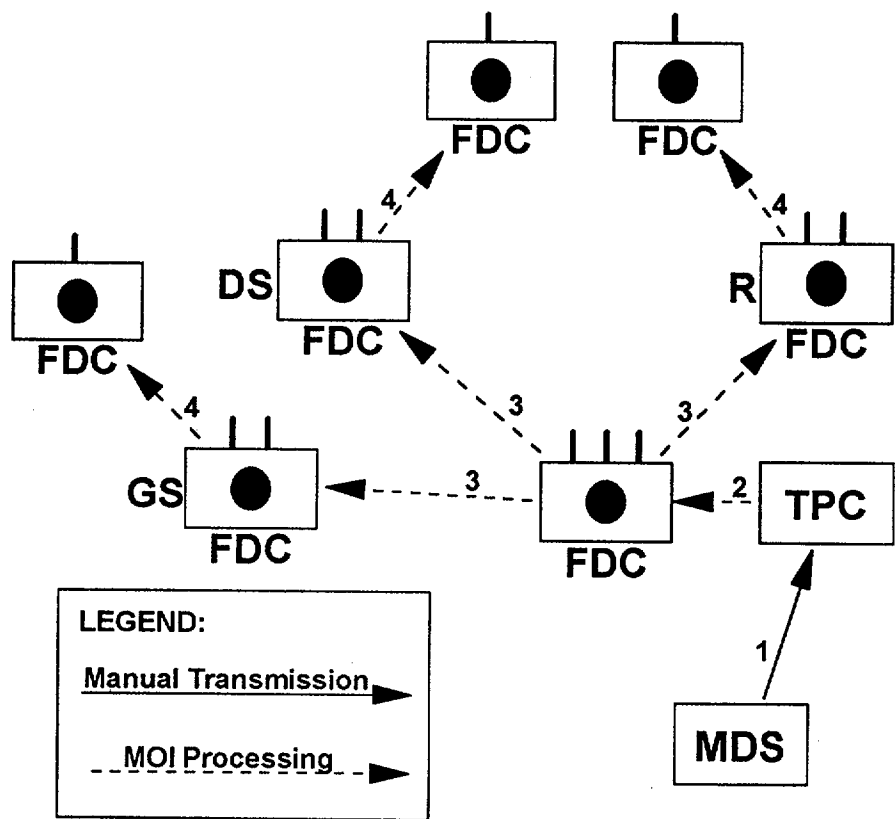 FDC
FDC
4
4
DS
FDC
R
FDC
FDC
4
3
3
GS
FDC
3
FDC
2
TPC
LEGEND:
Manual Transmission
MOI Processing
1
MDS